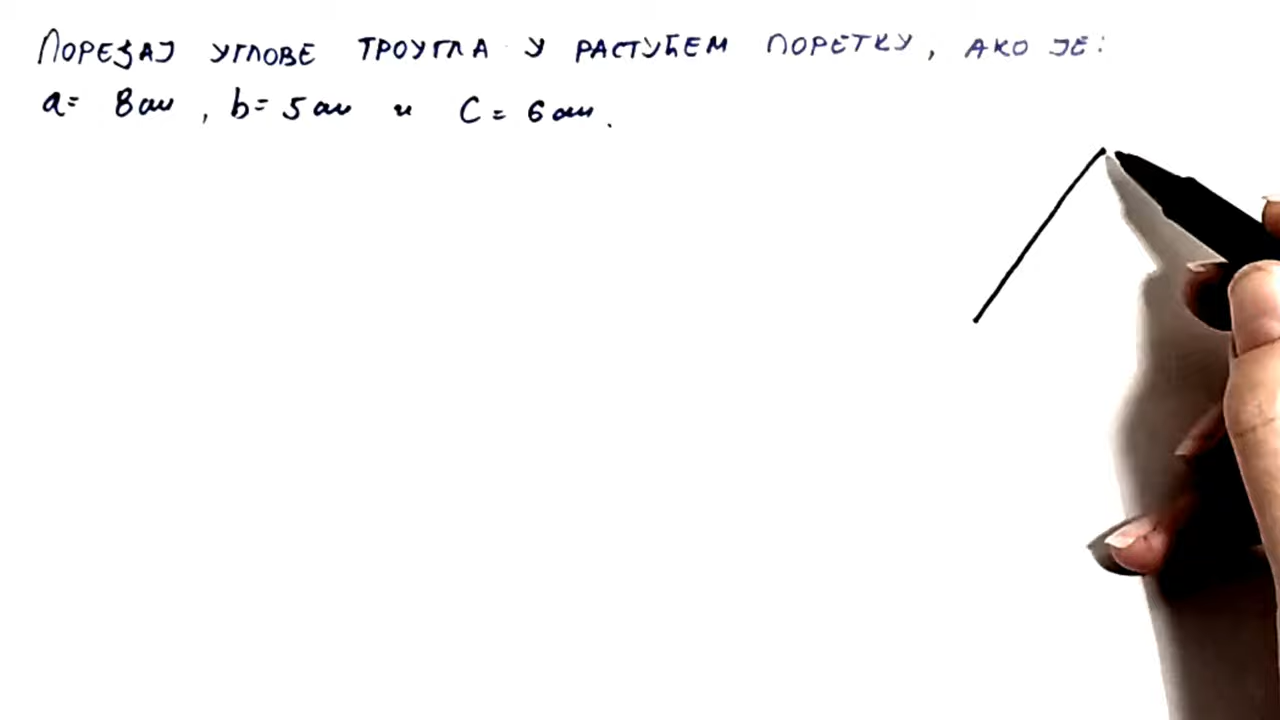 ПОРЕЂАЈ УГЛОВЕ ТРОУГЛА У РАСТУЋЕМ ПОРЕТКУ, АКО ЈЕ:
a= 8cm, b= 5cm и c= 6cm.